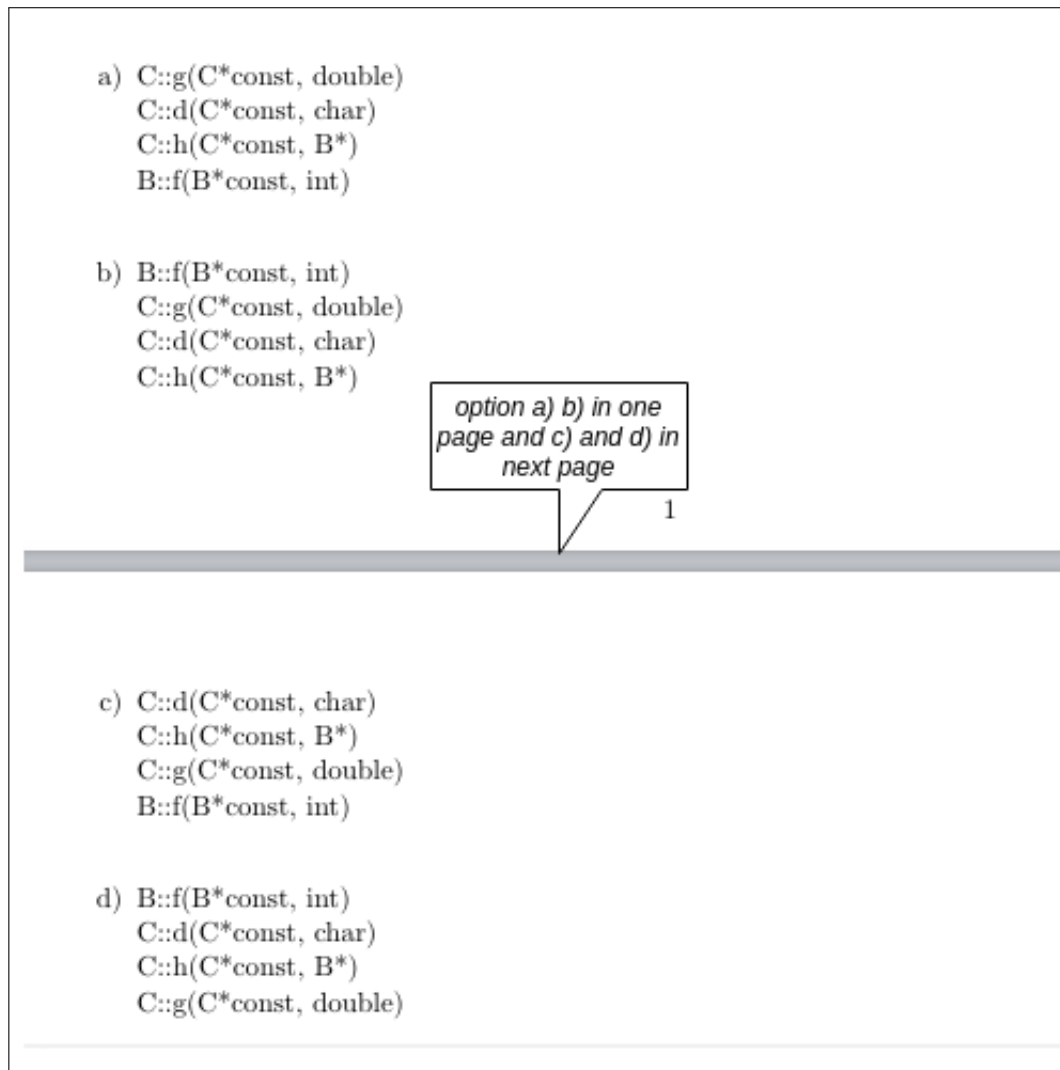 a) C::g(C*const, double)
C::d(C*const, char)
C::h(C*const, B*)
B::f(B*const, int)
b) B::f(B*const, int)
C::g(C*const, double)
C::d(C*const, char)
C::h(C*const, B*)
option a) b) in one
page and c) and d) in
next page
1
c) C::d(C*const, char)
C::h(C*const, B*)
C::g(C*const, double)
B::f(B*const, int)
d) B::f(B*const, int)
C::d(C*const, char)
C::h(C*const, B*)
C::g(C*const, double)